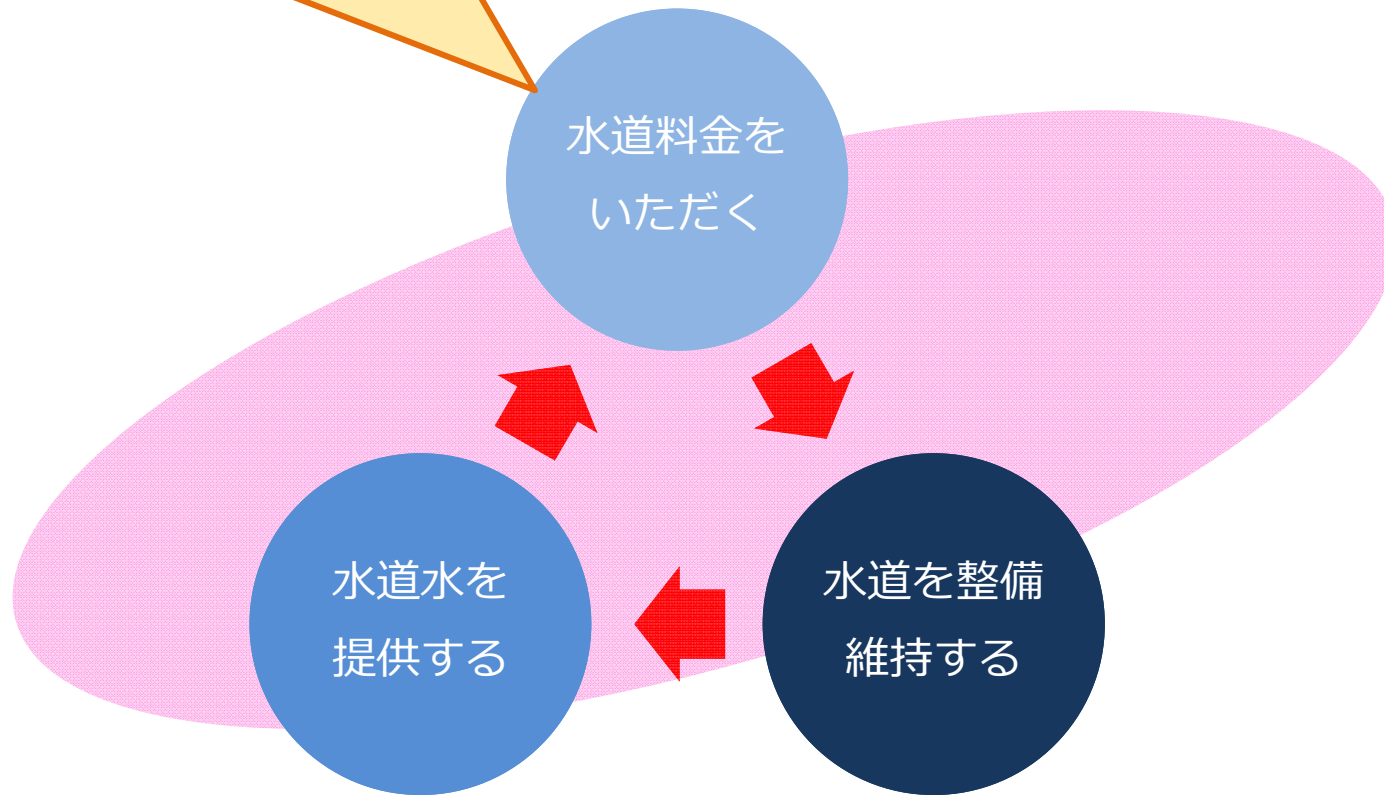 水道料金を
いただく
水道水を
提供する
水道を整備
維持する